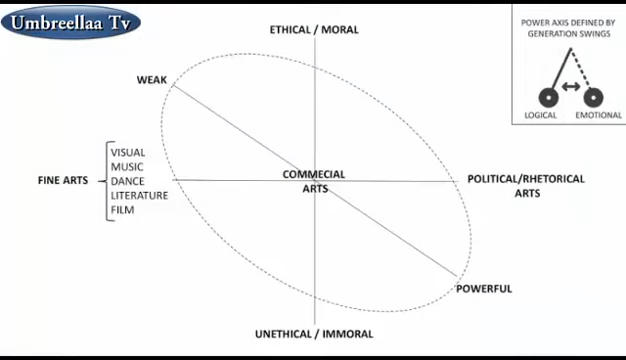 Umbreellaa Tv
ETHICAL / MORAL
POWER AXIS DEFINED BY
GENERATION SWINGS
LOGICAL
EMOTIONAL
WEAK
FINE ARTS
VISUAL
MUSIC
DANCE
LITERATURE
FILM
COMMECIAL
ARTS
POLITICAL/RHETORICAL
ARTS
POWERFUL
UNETHICAL / IMMORAL